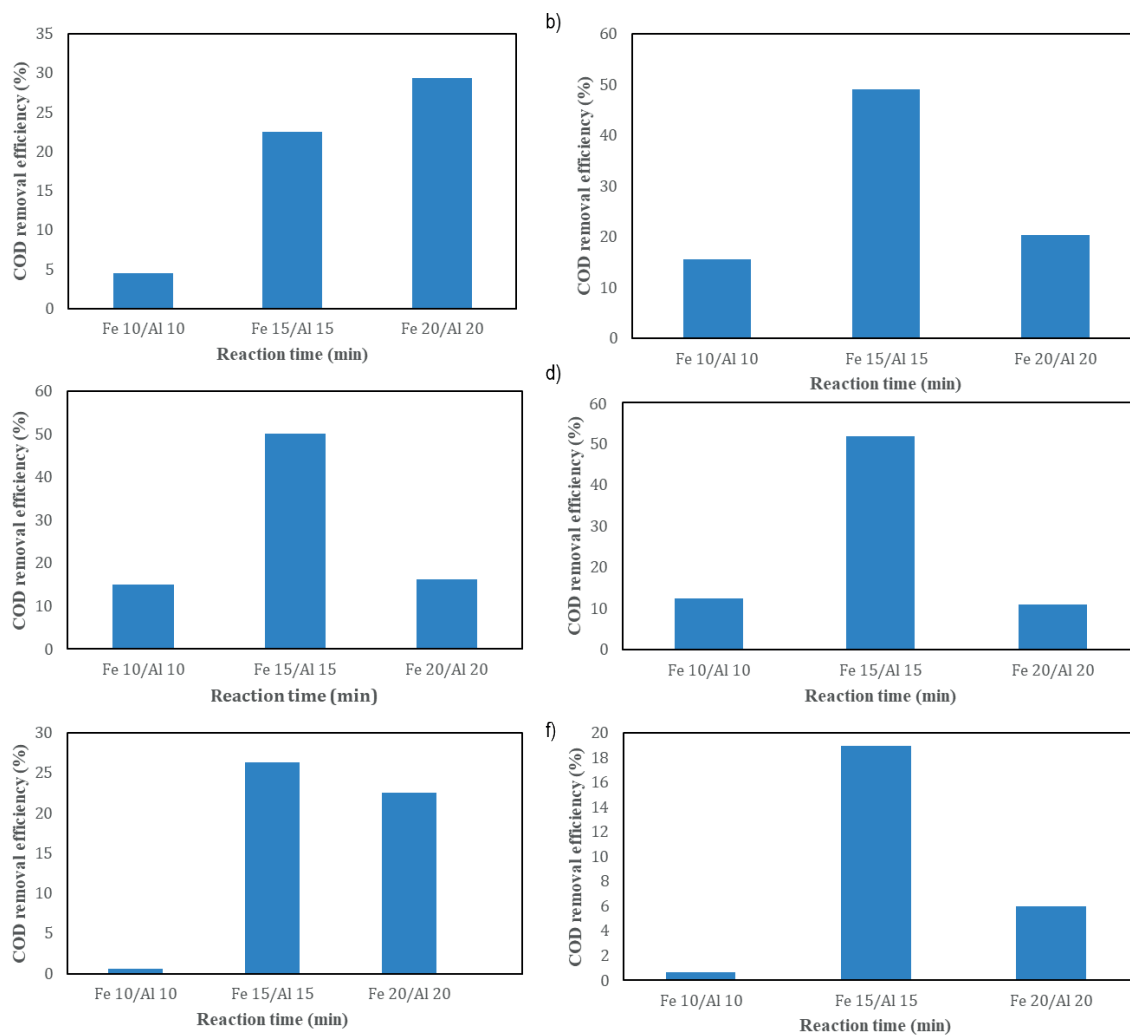 COD removal efficiency (%)
35
30
25
20
15
10
5
0
Fe 10/Al 10 Fe 15/Al 15 Fe 20/Al 20
Reaction time (min)
b)
COD removal efficiency (%)
60
50
40
30
20
10
0
Fe 10/Al 10 Fe 15/Al 15 Fe 20/Al 20
Reaction time (min)
COD removal efficiency (%)
60
50
40
30
20
10
0
Fe 10/Al 10 Fe 15/Al 15 Fe 20/Al 20
Reaction time (min)
d)
COD removal efficiency (%)
60
50
40
30
20
10
0
Fe 10/Al 10 Fe 15/Al 15 Fe 20/Al 20
Reaction time (min)
COD removal efficiency (%)
30
25
20
15
10
5
0
Fe 10/Al 10 Fe 15/Al 15 Fe 20/Al 20
Reaction time (min)
f)
COD removal efficiency (%)
20
18
16
14
12
10
8
6
4
2
0
Fe 10/Al 10 Fe 15/Al 15 Fe 20/Al 20
Reaction time (min)